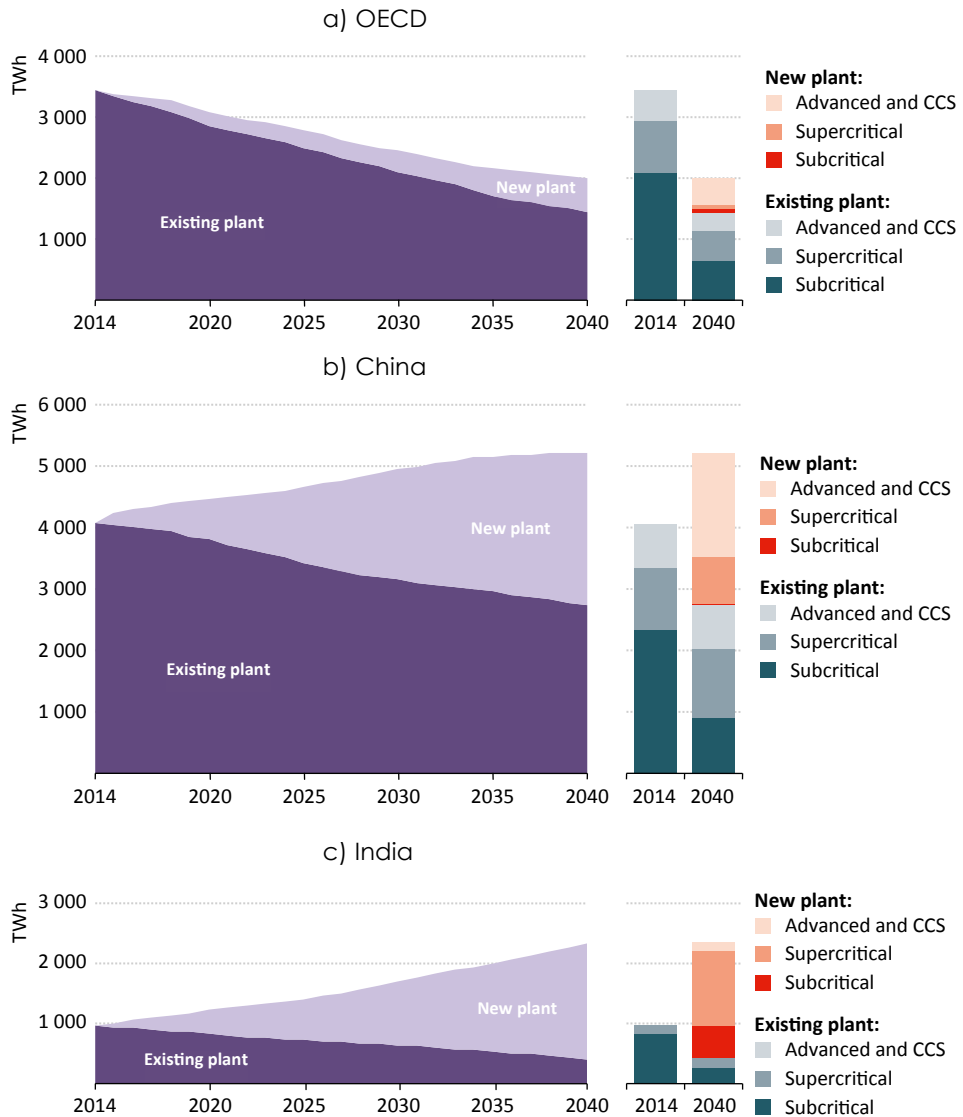 a) OECD
TWh
4 000
3 000
2 000
1 000
New plant
Existing plant
2014 2020 2025 2030 2035 2040
2014 2040
New plant:
Advanced and CCS
Supercritical
Subcritical
Existing plant:
Advanced and CCS
Supercritical
Subcritical
b) China
TWh
6 000
5 000
4 000
3 000
2 000
1 000
New plant
Existing plant
2014 2020 2025 2030 2035 2040
2014 2040
New plant:
Advanced and CCS
Supercritical
Subcritical
Existing plant:
Advanced and CCS
Supercritical
Subcritical
c) India
TWh
3 000
2 000
1 000
New plant
Existing plant
2014 2020 2025 2030 2035 2040
2014 2040
New plant:
Advanced and CCS
Supercritical
Subcritical
Existing plant:
Advanced and CCS
Supercritical
Subcritical